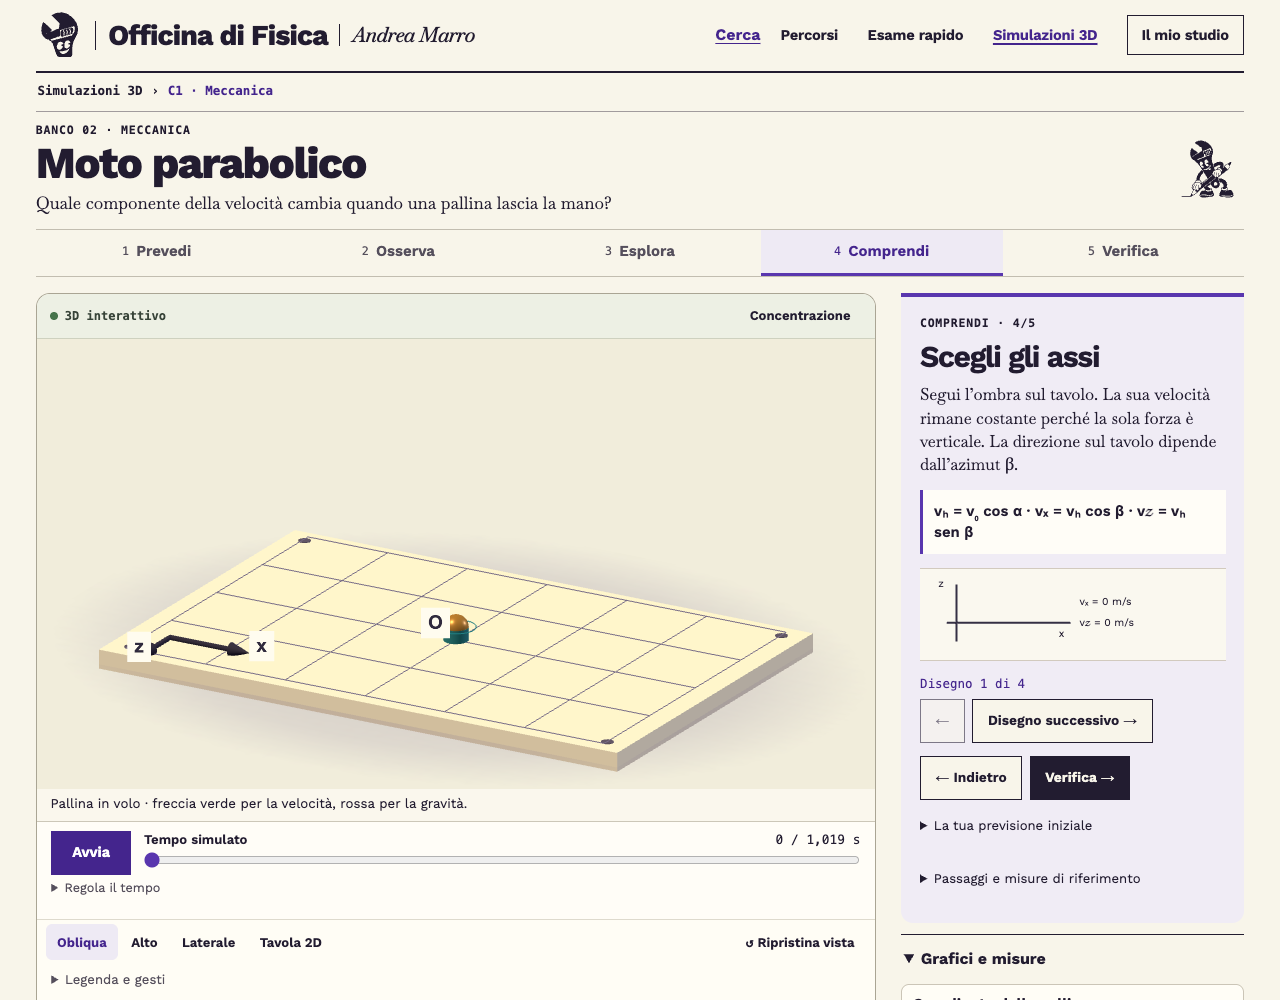 Officina di Fisica
Andrea Marro
Cerca
Percorsi
Esame rapido
Simulazioni 3D
Il mio studio
Simulazioni 3D › C1 · Meccanica
BANCO 02 · MECCANICA
Moto parabolico
Quale componente della velocità cambia quando una pallina lascia la mano?
1 Prevedi
2 Osserva
3 Esplora
4 Comprendi
5 Verifica
3D interattivo
Concentrazione
O
z
x
Pallina in volo · freccia verde per la velocità, rossa per la gravità.
Avvia
Tempo simulato
0 / 1,019 s
▶ Regola il tempo
Obliqua
Alto
Laterale
Tavola 2D
↺ Ripristina vista
▶ Legenda e gesti
COMPRENDI · 4/5
Scegli gli assi
Segui l’ombra sul tavolo. La sua velocità
rimane costante perché la sola forza è
verticale. La direzione sul tavolo dipende
dall’azimut β.
vₕ = v₀ cos α · vₓ = vₕ cos β · v𝑧 = vₕ
sen β
z
x
vₓ = 0 m/s
v𝑧 = 0 m/s
Disegno 1 di 4
←
Disegno successivo →
← Indietro
Verifica →
▶ La tua previsione iniziale
▶ Passaggi e misure di riferimento
▼ Grafici e misure